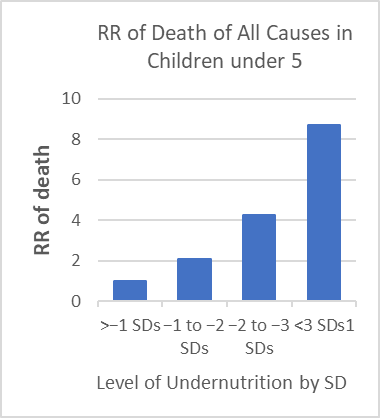 RR of Death of All Causes in
Children under 5
10
8
6
4
2
0
RR of death
>−1 SDs −1 to −2 −2 to −3 <3 SDs1
SDs SDs
Level of Undernutrition by SD